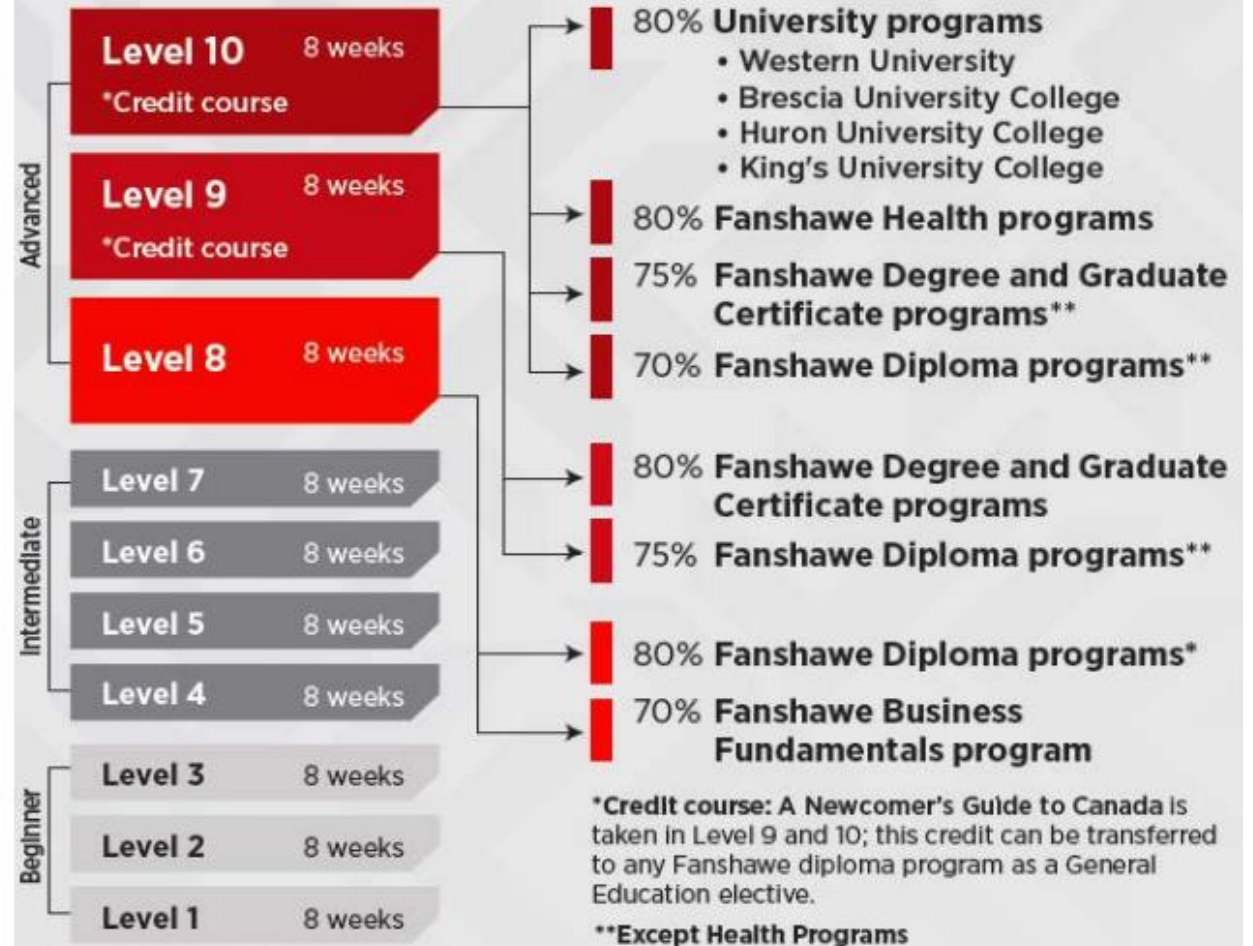 Advanced
Level 10 8 weeks
*Credit course
Level 9 8 weeks
*Credit course
Level 8 8 weeks
Intermediate
Level 7 8 weeks
Level 6 8 weeks
Level 5 8 weeks
Level 4 8 weeks
Beginner
Level 3 8 weeks
Level 2 8 weeks
Level 1 8 weeks
80% University programs
• Western University
• Brescia University College
• Huron University College
• King's University College
80% Fanshawe Health programs
75% Fanshawe Degree and Graduate
Certificate programs**
70% Fanshawe Diploma programs**
80% Fanshawe Degree and Graduate
Certificate programs
75% Fanshawe Diploma programs**
80% Fanshawe Diploma programs*
70% Fanshawe Business
Fundamentals program
*Credit course: A Newcomer's Guide to Canada is
taken in Level 9 and 10; this credit can be transferred
to any Fanshawe diploma program as a General
Education elective.
**Except Health Programs